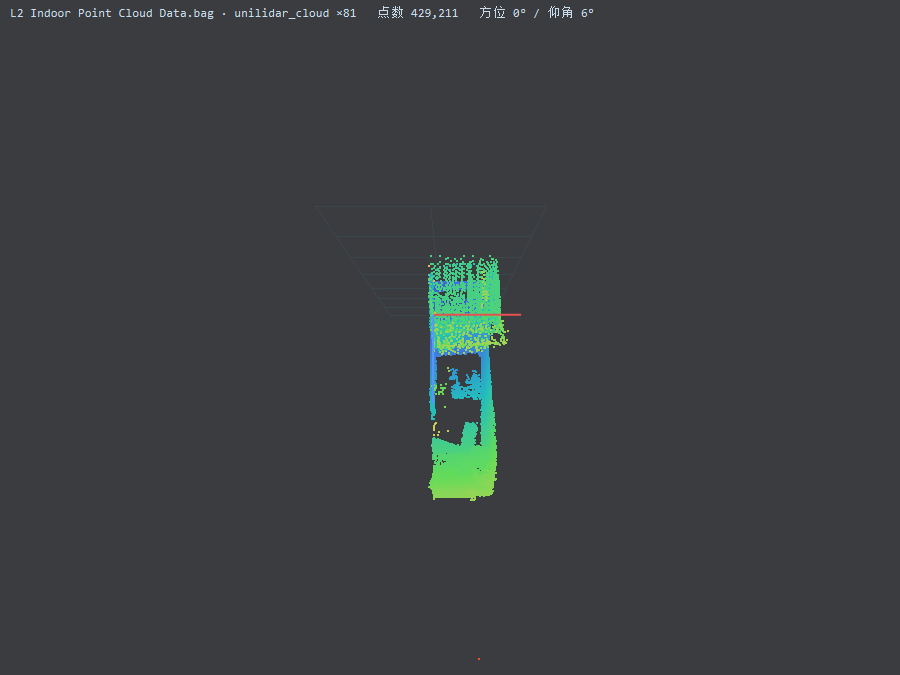 L2 Indoor Point Cloud Data.bag · unilidar_cloud ×81 点数 429,211 方位 0° / 仰角 6°